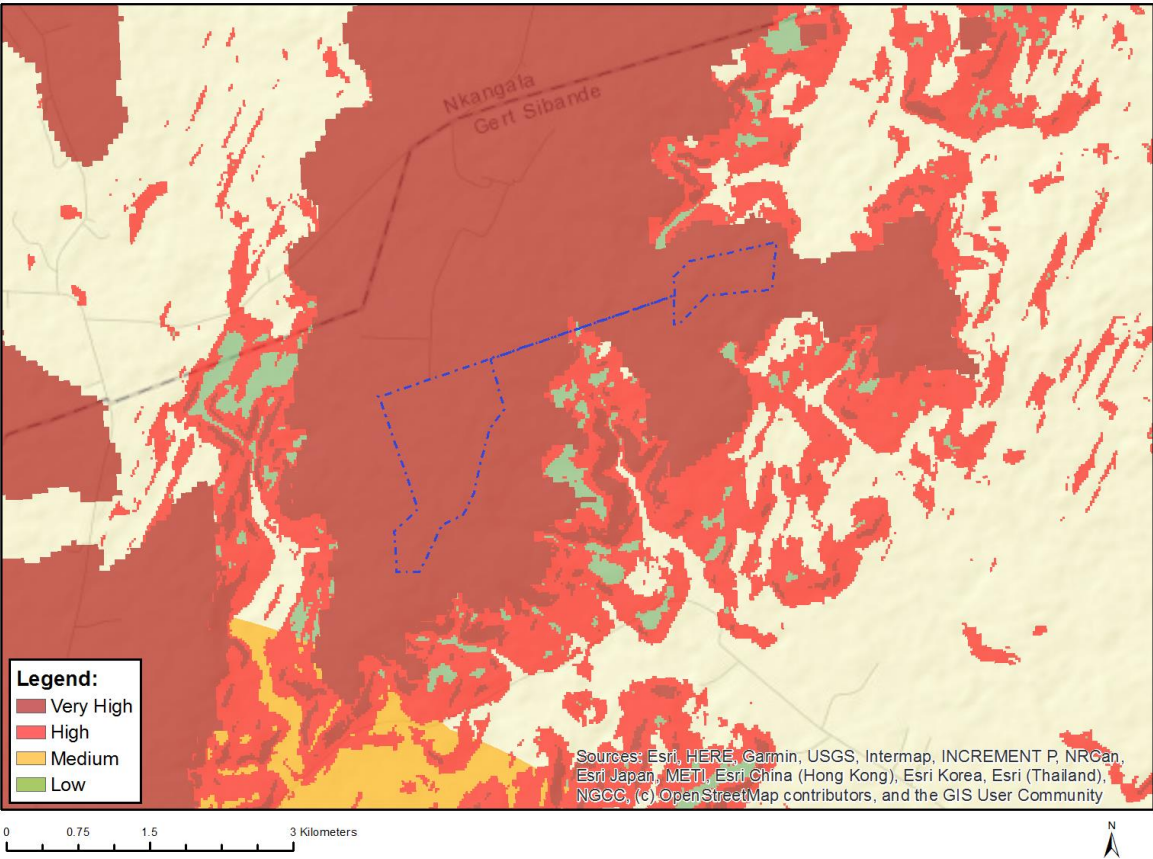 Nkangala
Gert Sibande
Legend:
Very High
High
Medium
Low
Sources: Esri, HERE, Garmin, USGS, Intermap, INCREMENT P, NRCan,
Esri Japan, METI, Esri China (Hong Kong), Esri Korea, Esri (Thailand),
NGCC, (c) OpenStreetMap contributors, and the GIS User Community
0 0.75 1.5 3 Kilometers
N